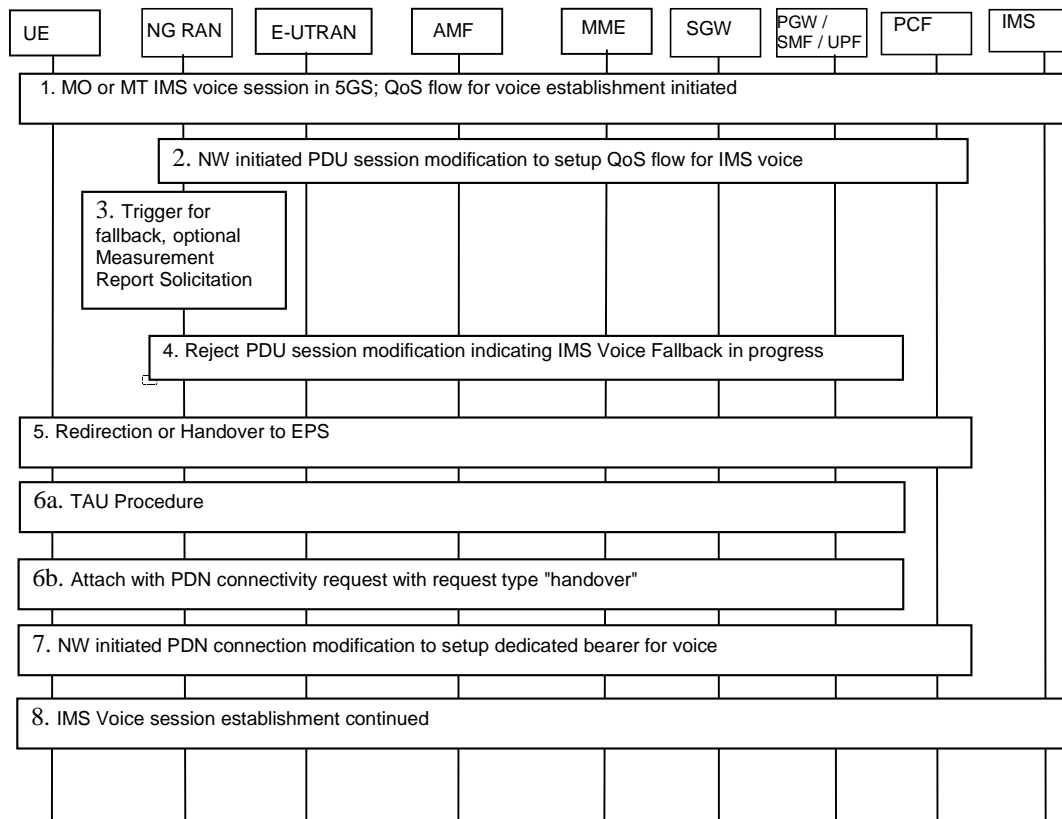 UE
NG RAN
E-UTRAN
AMF
MME
SGW
PGW /
SMF / UPF
PCF
IMS
1. MO or MT IMS voice session in 5GS; QoS flow for voice establishment initiated
2. NW initiated PDU session modification to setup QoS flow for IMS voice
3. Trigger for
fallback, optional
Measurement
Report Solicitation
4. Reject PDU session modification indicating IMS Voice Fallback in progress
5. Redirection or Handover to EPS
6a. TAU Procedure
6b. Attach with PDN connectivity request with request type "handover"
7. NW initiated PDN connection modification to setup dedicated bearer for voice
8. IMS Voice session establishment continued